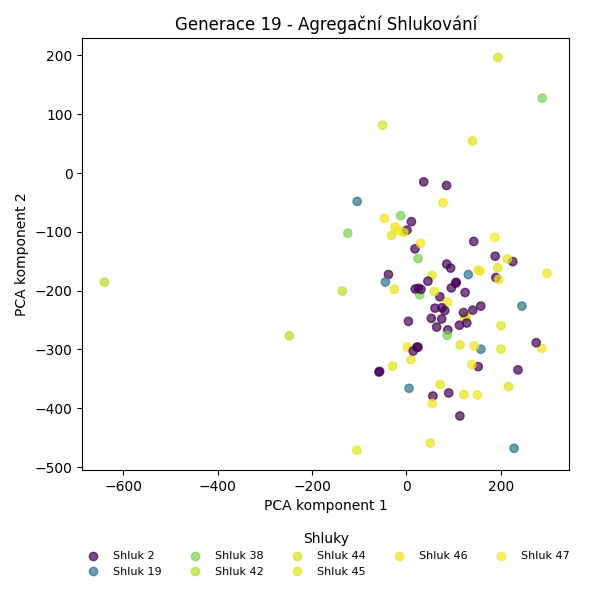 Generace 19 - Agregační Shlukování
PCA komponent 2
200
100
0
−100
−200
−300
−400
−500
−600
−400
−200
0
200
PCA komponent 1
Shluky
Shluk 2
Shluk 38
Shluk 44
Shluk 46
Shluk 47
Shluk 19
Shluk 42
Shluk 45